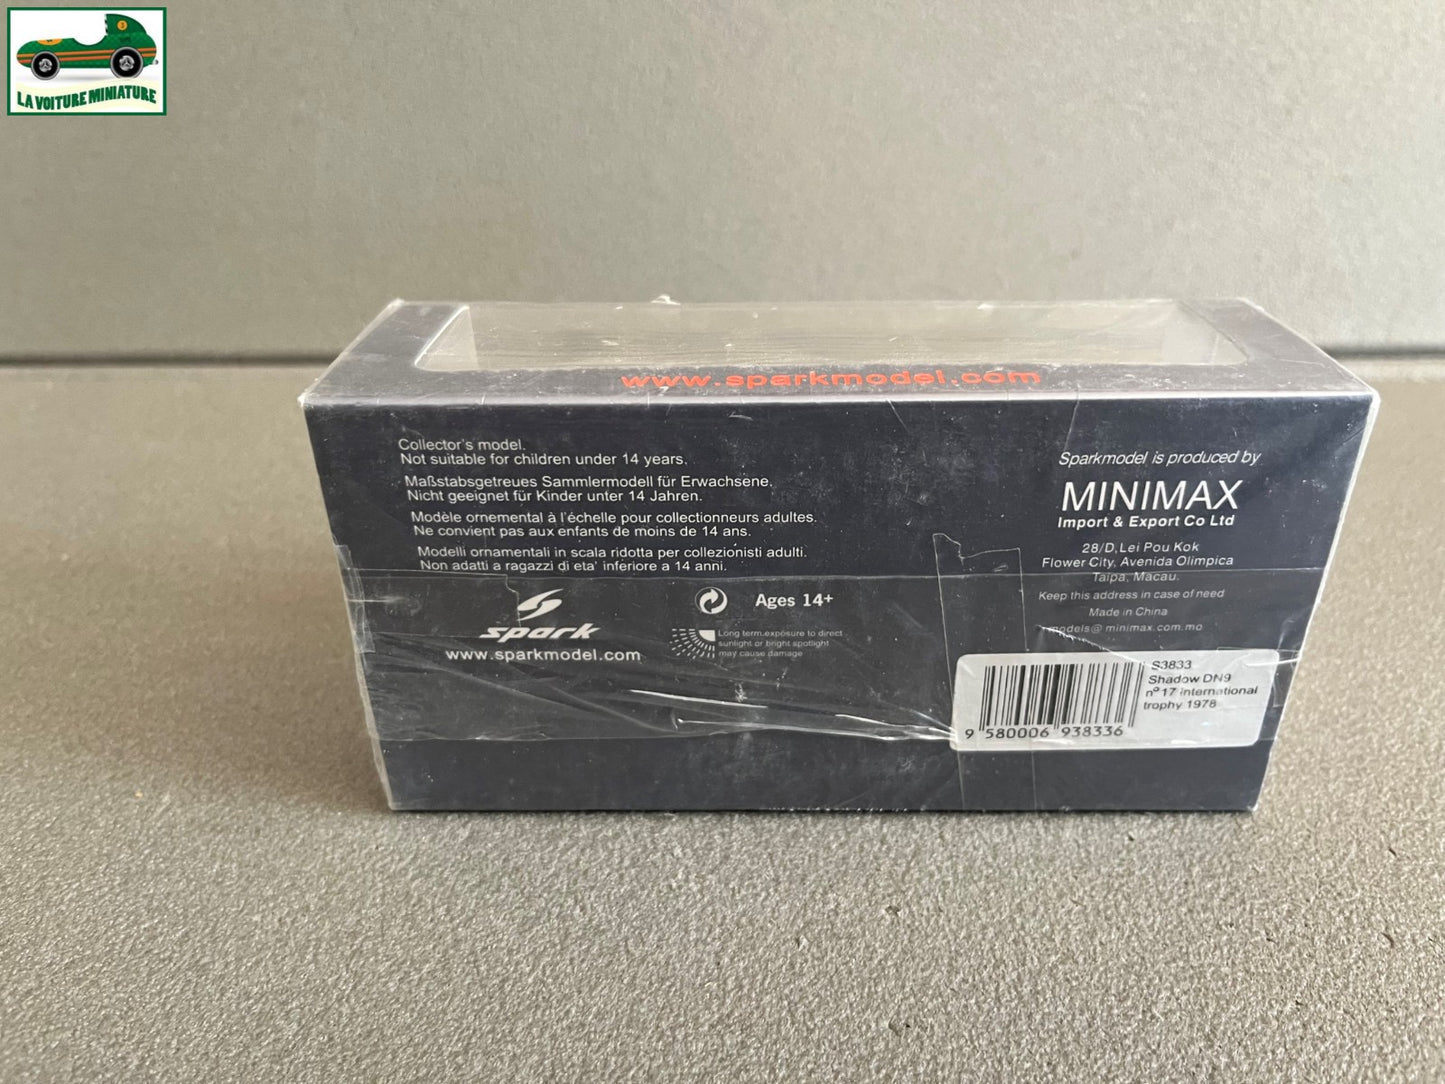 LA VOITURE MINIATURE
www.sparkmodel.com
Collector's model.
Not suitable for children under 14 years.
Maßstabsgetreues Sammlermodell für Erwachsene.
Nicht geeignet für Kinder unter 14 Jahren.
Modèle ornemental à l'échelle pour collectionneurs adultes.
Ne convient pas aux enfants de moins de 14 ans.
Modelli ornamentali in scala ridotta per collezionisti adulti.
Non adatti a ragazzi di eta' inferiore a 14 anni.
spark
www.sparkmodel.com
Ages 14+
Long term exposure to direct
sunlight or bright spotlight
may cause damage
Sparkmodel is produced by
MINIMAX
Import & Export Co Ltd
28/D, Lei Pou Kok
Flower City, Avenida Olimpica
Taipa, Macau.
Keep this address in case of need
Made in China
models@minimax.com.mo
S3833
Shadow DN9
nº17 international
trophy 1978
9 580006 938336